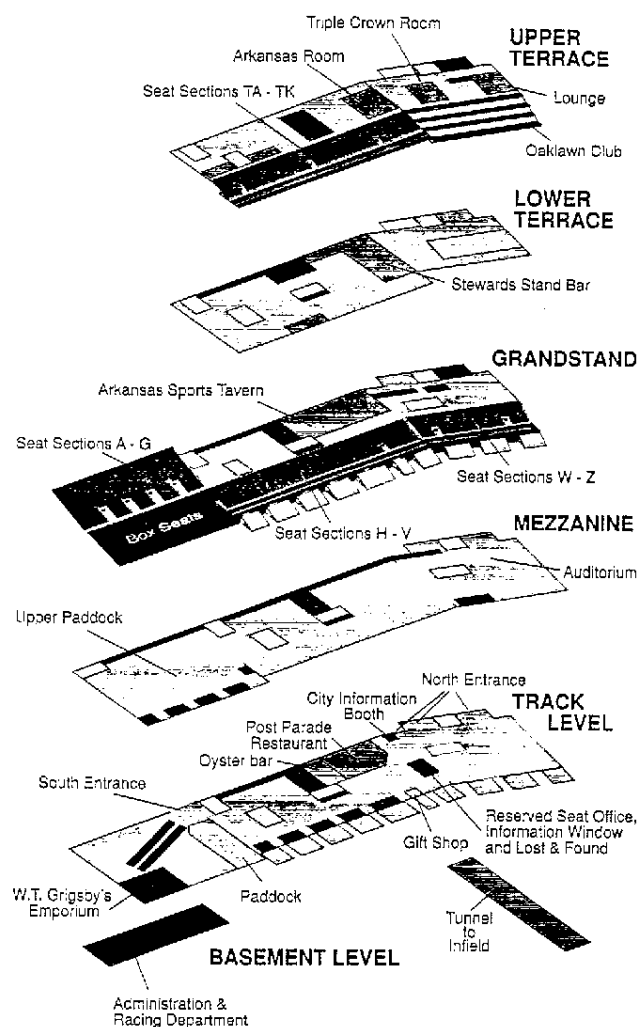 Triple Crown Room
UPPER
TERRACE
Arkansas Room
Seat Sections TA - TK
Lounge
Oaklawn Club
LOWER
TERRACE
Stewards Stand Bar
GRANDSTAND
Arkansas Sports Tavern
Seat Sections A - G
Seat Sections W - Z
Box Seats
Seat Sections H - V
MEZZANINE
Auditorium
Upper Paddock
North Entrance
City Information
Booth
TRACK
LEVEL
Post Parade
Restaurant
Oyster bar
South Entrance
Reserved Seat Office,
Information Window
and Lost & Found
Gift Shop
W.T. Grigsby's
Emporium
Paddock
Tunnel
to
Infield
BASEMENT LEVEL
Administration &
Racing Department